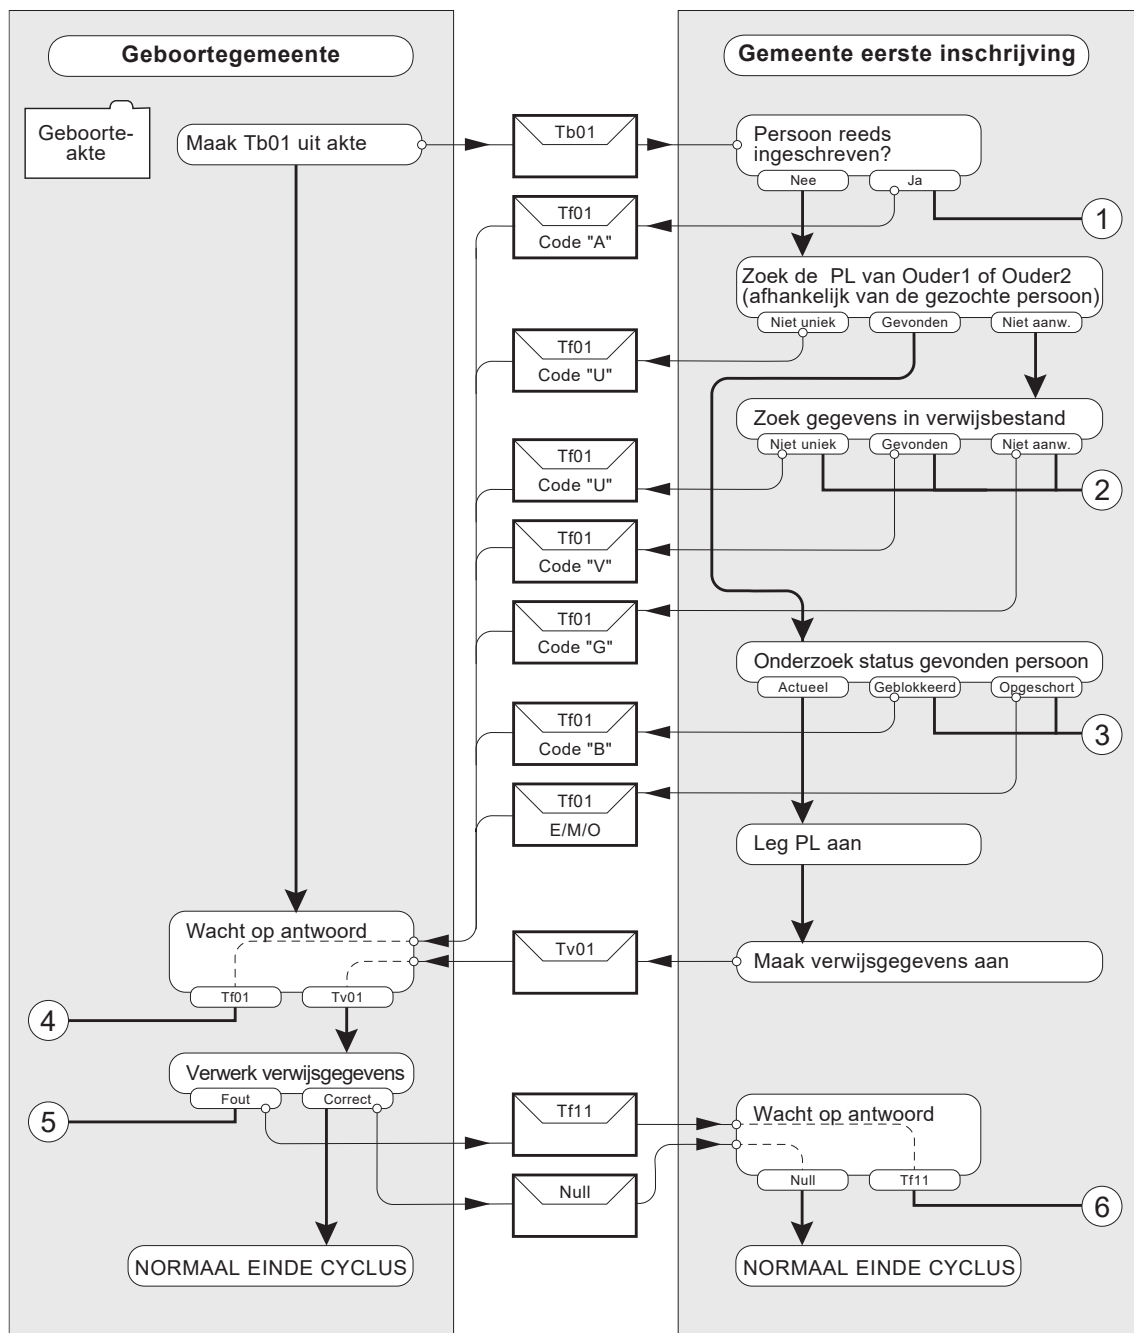 Geboortegemeente
Gemeente eerste inschrijving
Geboorte-
akte
Maak Tb01 uit akte
Tb01
Persoon reeds
ingeschreven?
Nee
Ja
1
Tf01
Code "A"
Zoek de PL van Ouder1 of Ouder2
(afhankelijk van de gezochte persoon)
Niet uniek
Gevonden
Niet aanw.
Tf01
Code "U"
Zoek gegevens in verwijsbestand
Niet uniek
Gevonden
Niet aanw.
2
Tf01
Code "U"
Tf01
Code "V"
Tf01
Code "G"
Onderzoek status gevonden persoon
Actueel
Geblokkeerd
Opgeschort
3
Tf01
Code "B"
Tf01
E/M/O
Leg PL aan
Wacht op antwoord
Tf01
Tv01
4
Tv01
Maak verwijsgegevens aan
Verwerk verwijsgegevens
Fout
Correct
5
Tf11
Null
Wacht op antwoord
Null
Tf11
6
NORMAAL EINDE CYCLUS
NORMAAL EINDE CYCLUS